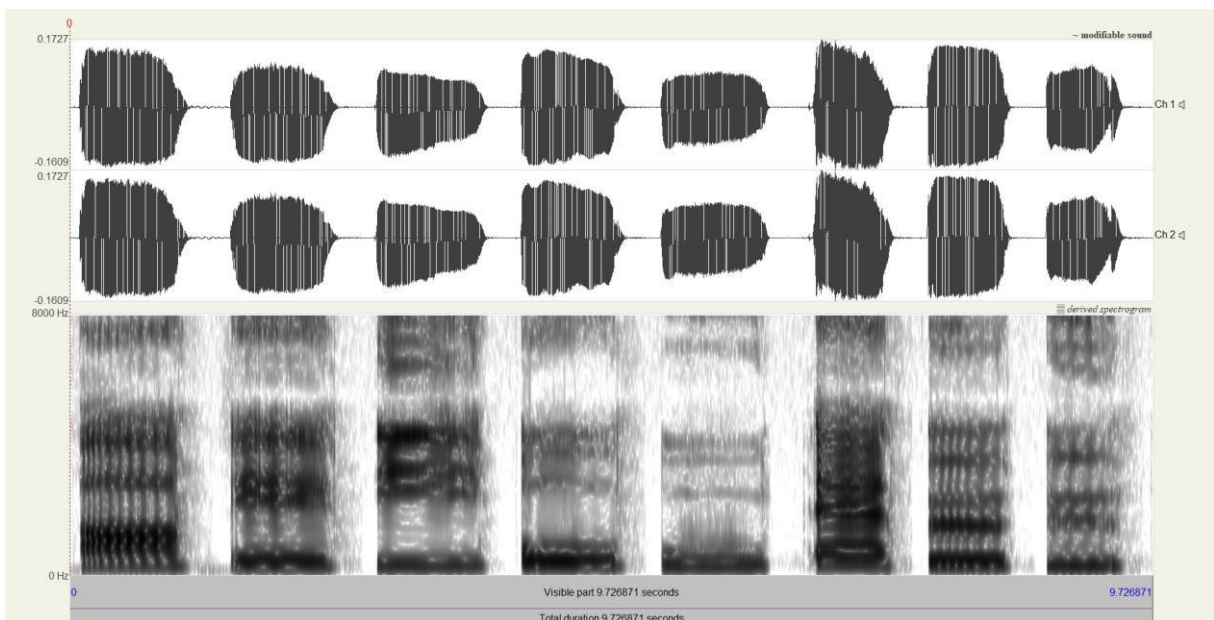 0
0.1727
~ modifiable sound
Ch 1
-0.1609
0.1727
Ch 2
-0.1609
8000 Hz
derived spectrogram
0 Hz
0 Visible part 9.726871 seconds 9.726871
Total duration 9.726871 seconds